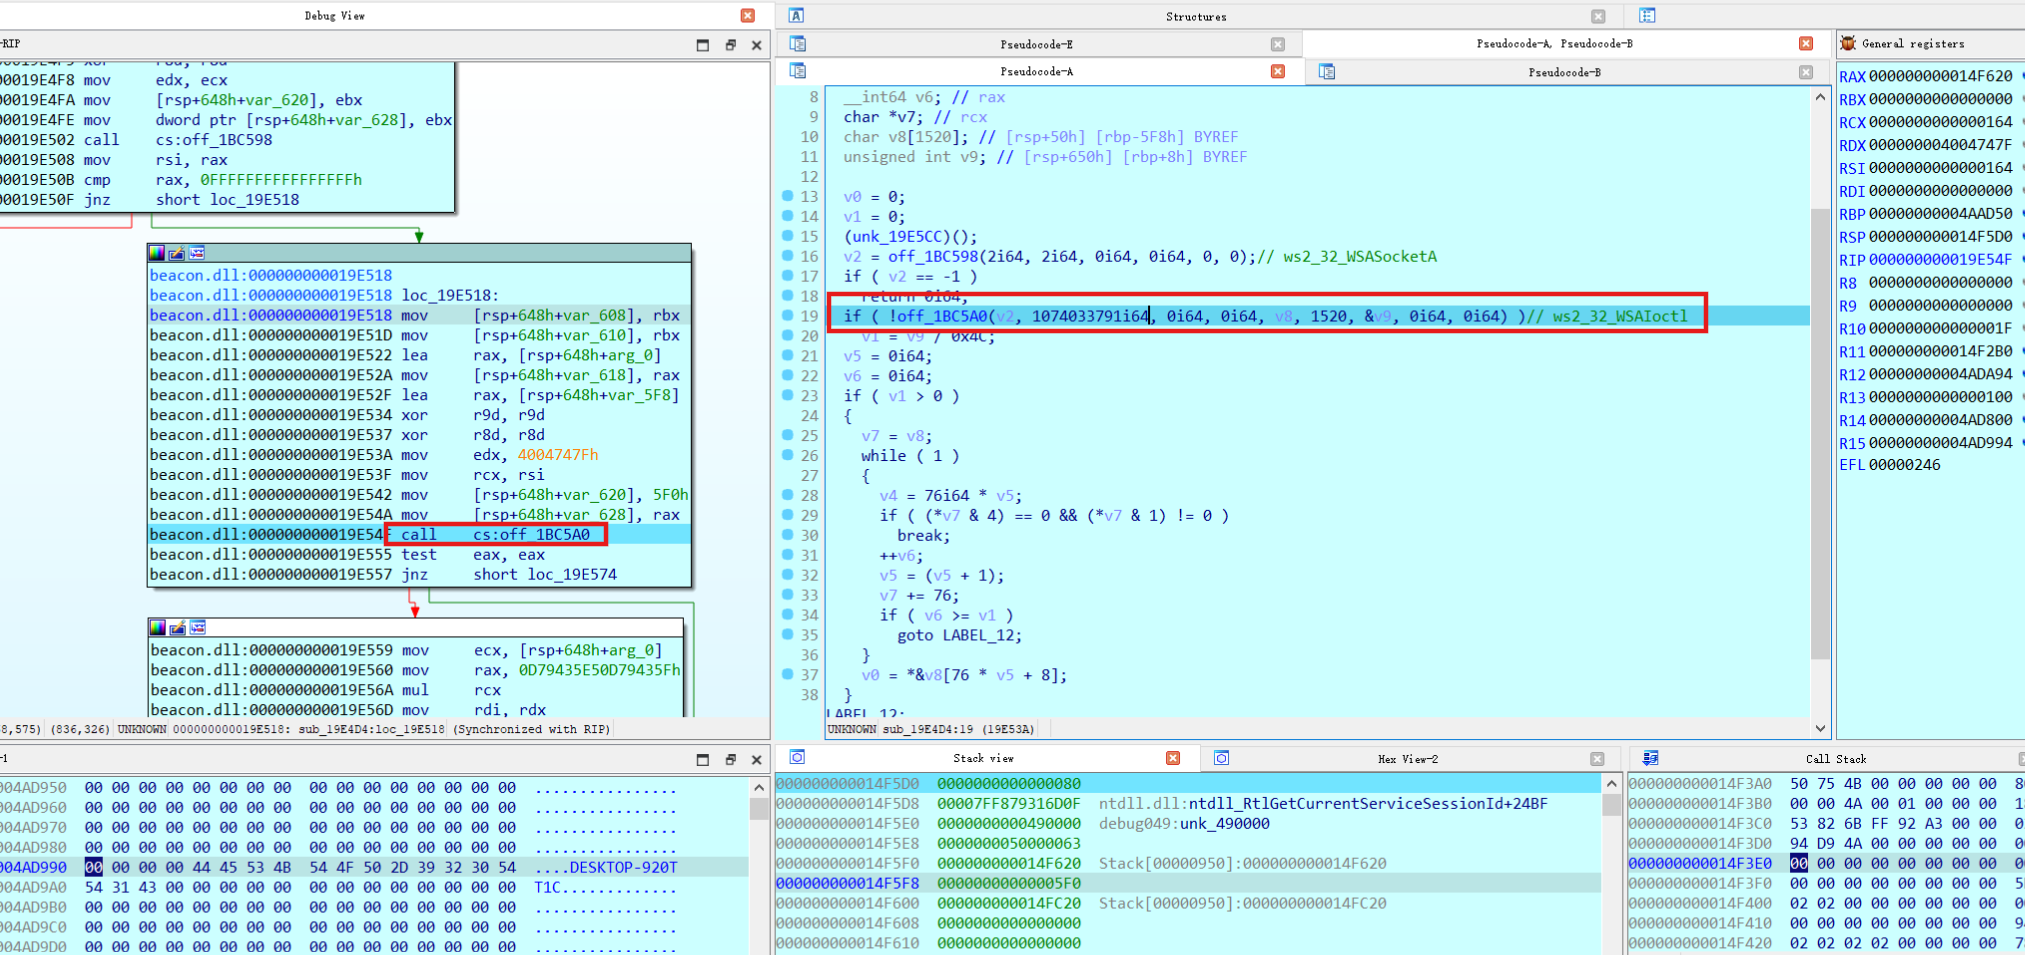 Debug View
Structures
-RIP
Pseudocode-E
Pseudocode-A, Pseudocode-B
General registers
Pseudocode-A
Pseudocode-B
00019E4F8 mov edx, ecx
00019E4FA mov [rsp+648h+var_620], ebx
00019E4FE mov dword ptr [rsp+648h+var_628], ebx
00019E502 call cs:off_1BC598
00019E508 mov rsi, rax
00019E50B cmp rax, 0FFFFFFFFFFFFFFFFh
00019E50F jnz short loc_19E518
beacon.dll:000000000019E518
beacon.dll:000000000019E518 loc_19E518:
beacon.dll:000000000019E518 mov [rsp+648h+var_608], rbx
beacon.dll:000000000019E51D mov [rsp+648h+var_610], rbx
beacon.dll:000000000019E522 lea rax, [rsp+648h+arg_0]
beacon.dll:000000000019E52A mov [rsp+648h+var_618], rax
beacon.dll:000000000019E52F lea rax, [rsp+648h+var_5F8]
beacon.dll:000000000019E534 xor r9d, r9d
beacon.dll:000000000019E537 xor r8d, r8d
beacon.dll:000000000019E53A mov edx, 4004747Fh
beacon.dll:000000000019E53F mov rcx, rsi
beacon.dll:000000000019E542 mov [rsp+648h+var_620], 5F0h
beacon.dll:000000000019E54A mov [rsp+648h+var_628], rax
beacon.dll:000000000019E54F call cs:off_1BC5A0
beacon.dll:000000000019E555 test eax, eax
beacon.dll:000000000019E557 jnz short loc_19E574
beacon.dll:000000000019E559 mov ecx, [rsp+648h+arg_0]
beacon.dll:000000000019E560 mov rax, 0D79435E50D79435Fh
beacon.dll:000000000019E56A mul rcx
beacon.dll:000000000019E56D mov rdi, rdx
8,575) (836,326) UNKNOWN 000000000019E518: sub_19E4D4:loc_19E518 (Synchronized with RIP)
8 __int64 v6; // rax
9 char *v7; // rcx
10 char v8[1520]; // [rsp+50h] [rbp-5F8h] BYREF
11 unsigned int v9; // [rsp+650h] [rbp+8h] BYREF
12
13 v0 = 0;
14 v1 = 0;
15 (unk_19E5CC)();
16 v2 = off_1BC598(2i64, 2i64, 0i64, 0i64, 0, 0);// ws2_32_WSASocketA
17 if ( v2 == -1 )
18 return 0i64;
19 if ( !off_1BC5A0(v2, 1074033791i64, 0i64, 0i64, v8, 1520, &v9, 0i64, 0i64) )// ws2_32_WSAIoctl
20 v1 = v9 / 0x4C;
21 v5 = 0i64;
22 v6 = 0i64;
23 if ( v1 > 0 )
24 {
25 v7 = v8;
26 while ( 1 )
27 {
28 v4 = 76i64 * v5;
29 if ( (*v7 & 4) == 0 && (*v7 & 1) != 0 )
30 break;
31 ++v6;
32 v5 = (v5 + 1);
33 v7 += 76;
34 if ( v6 >= v1 )
35 goto LABEL_12;
36 }
37 v0 = *&v8[76 * v5 + 8];
38 }
LABEL_12:
UNKNOWN sub_19E4D4:19 (19E53A)
RAX 000000000014F620
RBX 0000000000000000
RCX 0000000000000164
RDX 000000004004747F
RSI 0000000000000164
RDI 0000000000000000
RBP 00000000004AAD50
RSP 000000000014F5D0
RIP 000000000019E54F
R8 0000000000000000
R9 0000000000000000
R10 000000000000001F
R11 000000000014F2B0
R12 00000000004ADA94
R13 0000000000000100
R14 00000000004AD800
R15 00000000004AD994
EFL 00000246
-1
004AD950 00 00 00 00 00 00 00 00 00 00 00 00 00 00 00 00 ................
004AD960 00 00 00 00 00 00 00 00 00 00 00 00 00 00 00 00 ................
004AD970 00 00 00 00 00 00 00 00 00 00 00 00 00 00 00 00 ................
004AD980 00 00 00 00 00 00 00 00 00 00 00 00 00 00 00 00 ................
004AD990 00 00 00 00 44 45 53 4B 54 4F 50 2D 39 32 30 54 ....DESKTOP-920T
004AD9A0 54 31 43 00 00 00 00 00 00 00 00 00 00 00 00 00 T1C.............
004AD9B0 00 00 00 00 00 00 00 00 00 00 00 00 00 00 00 00 ................
004AD9C0 00 00 00 00 00 00 00 00 00 00 00 00 00 00 00 00 ................
004AD9D0 00 00 00 00 00 00 00 00 00 00 00 00 00 00 00 00 ................
Stack view
Hex View-2
Call Stack
000000000014F5D0 0000000000000080
000000000014F5D8 00007FF879316D0F ntdll.dll:ntdll_RtlGetCurrentServiceSessionId+24BF
000000000014F5E0 0000000000490000 debug049:unk_490000
000000000014F5E8 0000000050000063
000000000014F5F0 000000000014F620 Stack[00000950]:000000000014F620
000000000014F5F8 00000000000005F0
000000000014F600 000000000014FC20 Stack[00000950]:000000000014FC20
000000000014F608 0000000000000000
000000000014F610 0000000000000000
000000000014F3A0 50 75 4B 00 00 00 00 00
000000000014F3B0 00 00 4A 00 01 00 00 00
000000000014F3C0 53 82 6B FF 92 A3 00 00
000000000014F3D0 94 D9 4A 00 00 00 00 00
000000000014F3E0 00 00 00 00 00 00 00 00
000000000014F3F0 00 00 00 00 00 00 00 00
000000000014F400 02 02 00 00 00 00 00 00
000000000014F410 00 00 00 00 00 00 00 00
000000000014F420 02 02 02 02 00 00 00 00